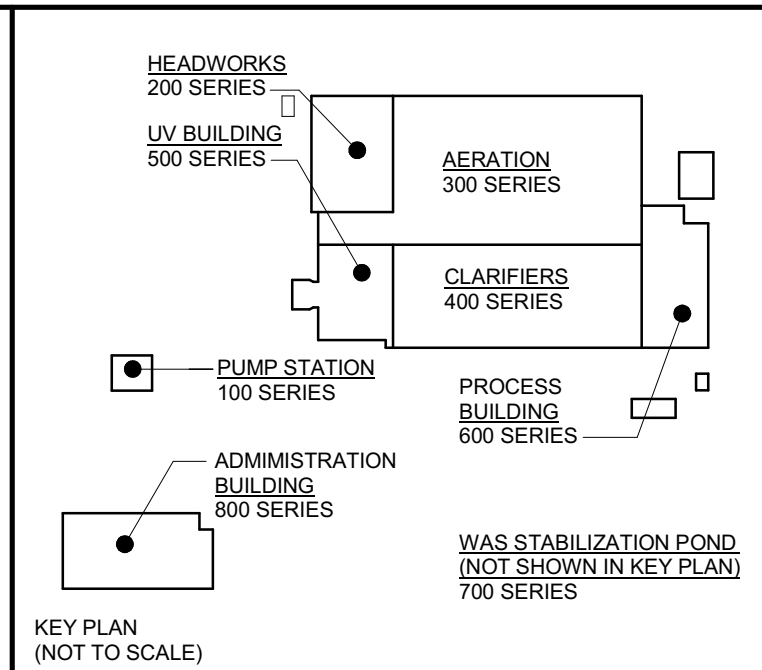 HEADWORKS
200 SERIES
UV BUILDING
500 SERIES
AERATION
300 SERIES
CLARIFIERS
400 SERIES
PUMP STATION
100 SERIES
PROCESS
BUILDING
600 SERIES
ADMIMISTRATION
BUILDING
800 SERIES
WAS STABILIZATION POND
(NOT SHOWN IN KEY PLAN)
700 SERIES
KEY PLAN
(NOT TO SCALE)